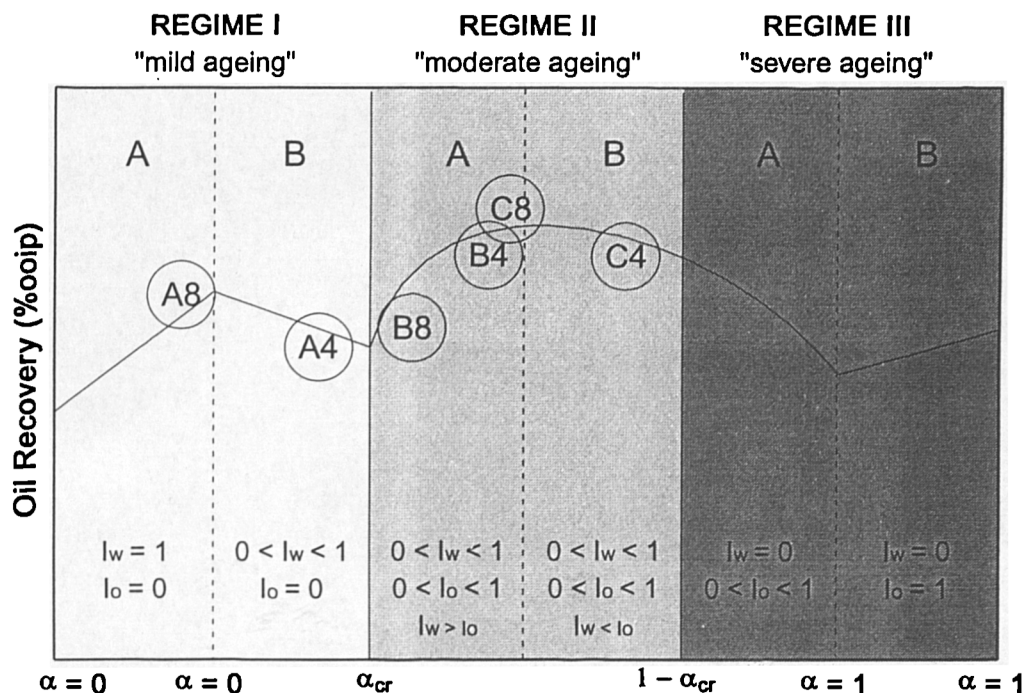 REGIME I REGIME II REGIME III
"mild ageing" "moderate ageing" "severe ageing"
A B A B A B
C8
A8 B4 C4
B8
A4
Oil Recovery (%ooip)
Iw = 1 0 < Iw < 1 0 < Iw < 1 0 < Iw < 1 Iw = 0 Iw = 0
Io = 0 Io = 0 0 < Io < 1 0 < Io < 1 0 < Io < 1 Io = 1
Iw > Io Iw < Io
α = 0 α = 0 αcr 1 − αcr α = 1 α = 1